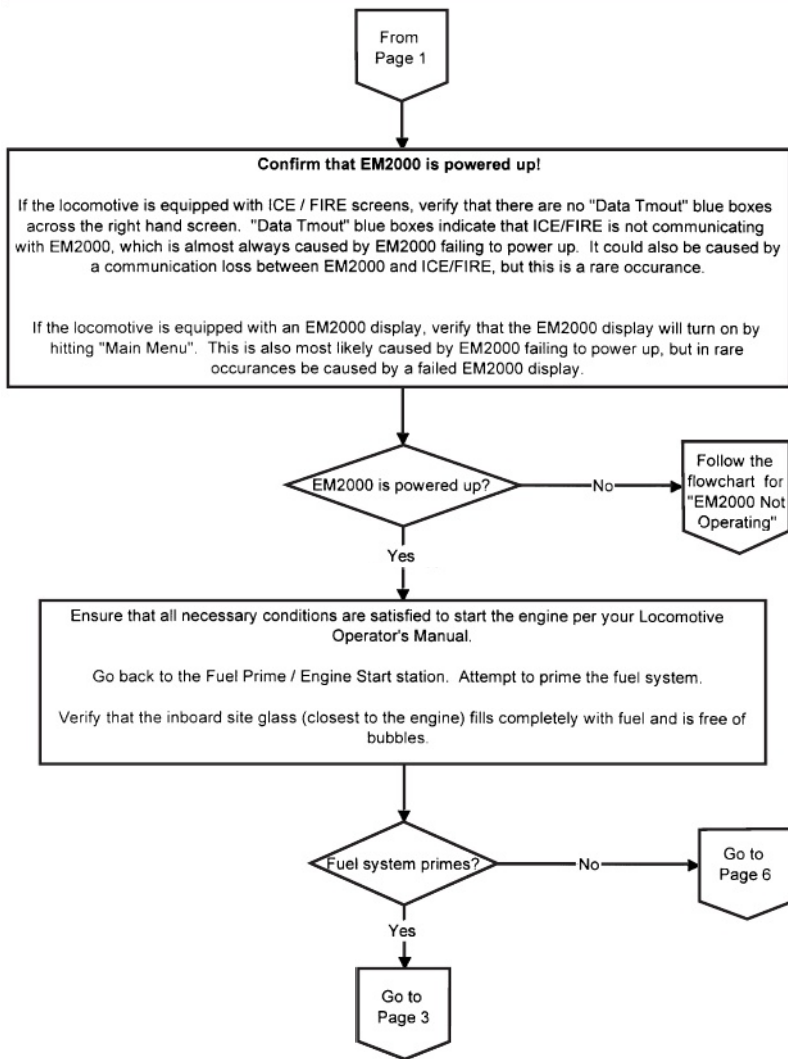 From
Page 1
Confirm that EM2000 is powered up!
If the locomotive is equipped with ICE / FIRE screens, verify that there are no "Data Tmout" blue boxes
across the right hand screen.  "Data Tmout" blue boxes indicate that ICE/FIRE is not communicating
with EM2000, which is almost always caused by EM2000 failing to power up.  It could also be caused by
a communication loss between EM2000 and ICE/FIRE, but this is a rare occurance.
If the locomotive is equipped with an EM2000 display, verify that the EM2000 display will turn on by
hitting "Main Menu".  This is also most likely caused by EM2000 failing to power up, but in rare
occurances be caused by a failed EM2000 display.
EM2000 is powered up?
No
Follow the
flowchart for
"EM2000 Not
Operating"
Yes
Ensure that all necessary conditions are satisfied to start the engine per your Locomotive
Operator's Manual.
Go back to the Fuel Prime / Engine Start station.  Attempt to prime the fuel system.
Verify that the inboard site glass (closest to the engine) fills completely with fuel and is free of
bubbles.
Fuel system primes?
No
Go to
Page 6
Yes
Go to
Page 3